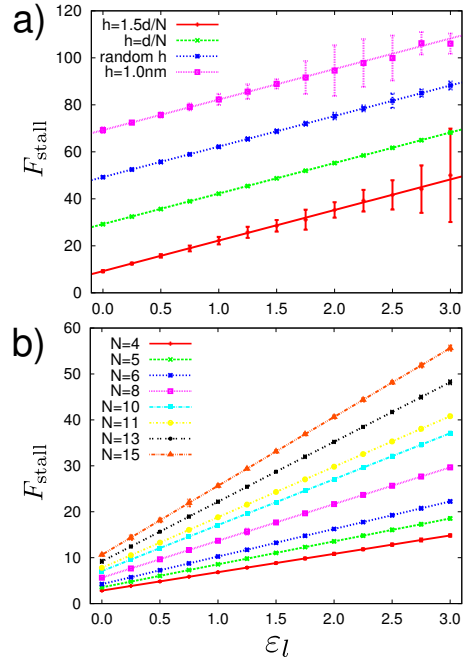 a)
h=1.5d/N
h=d/N
random h
h=1.0nm
F_stall
120
100
80
60
40
20
0
0.0 0.5 1.0 1.5 2.0 2.5 3.0
b)
N=4
N=5
N=6
N=8
N=10
N=11
N=13
N=15
F_stall
60
50
40
30
20
10
0
0.0 0.5 1.0 1.5 2.0 2.5 3.0
ε_l